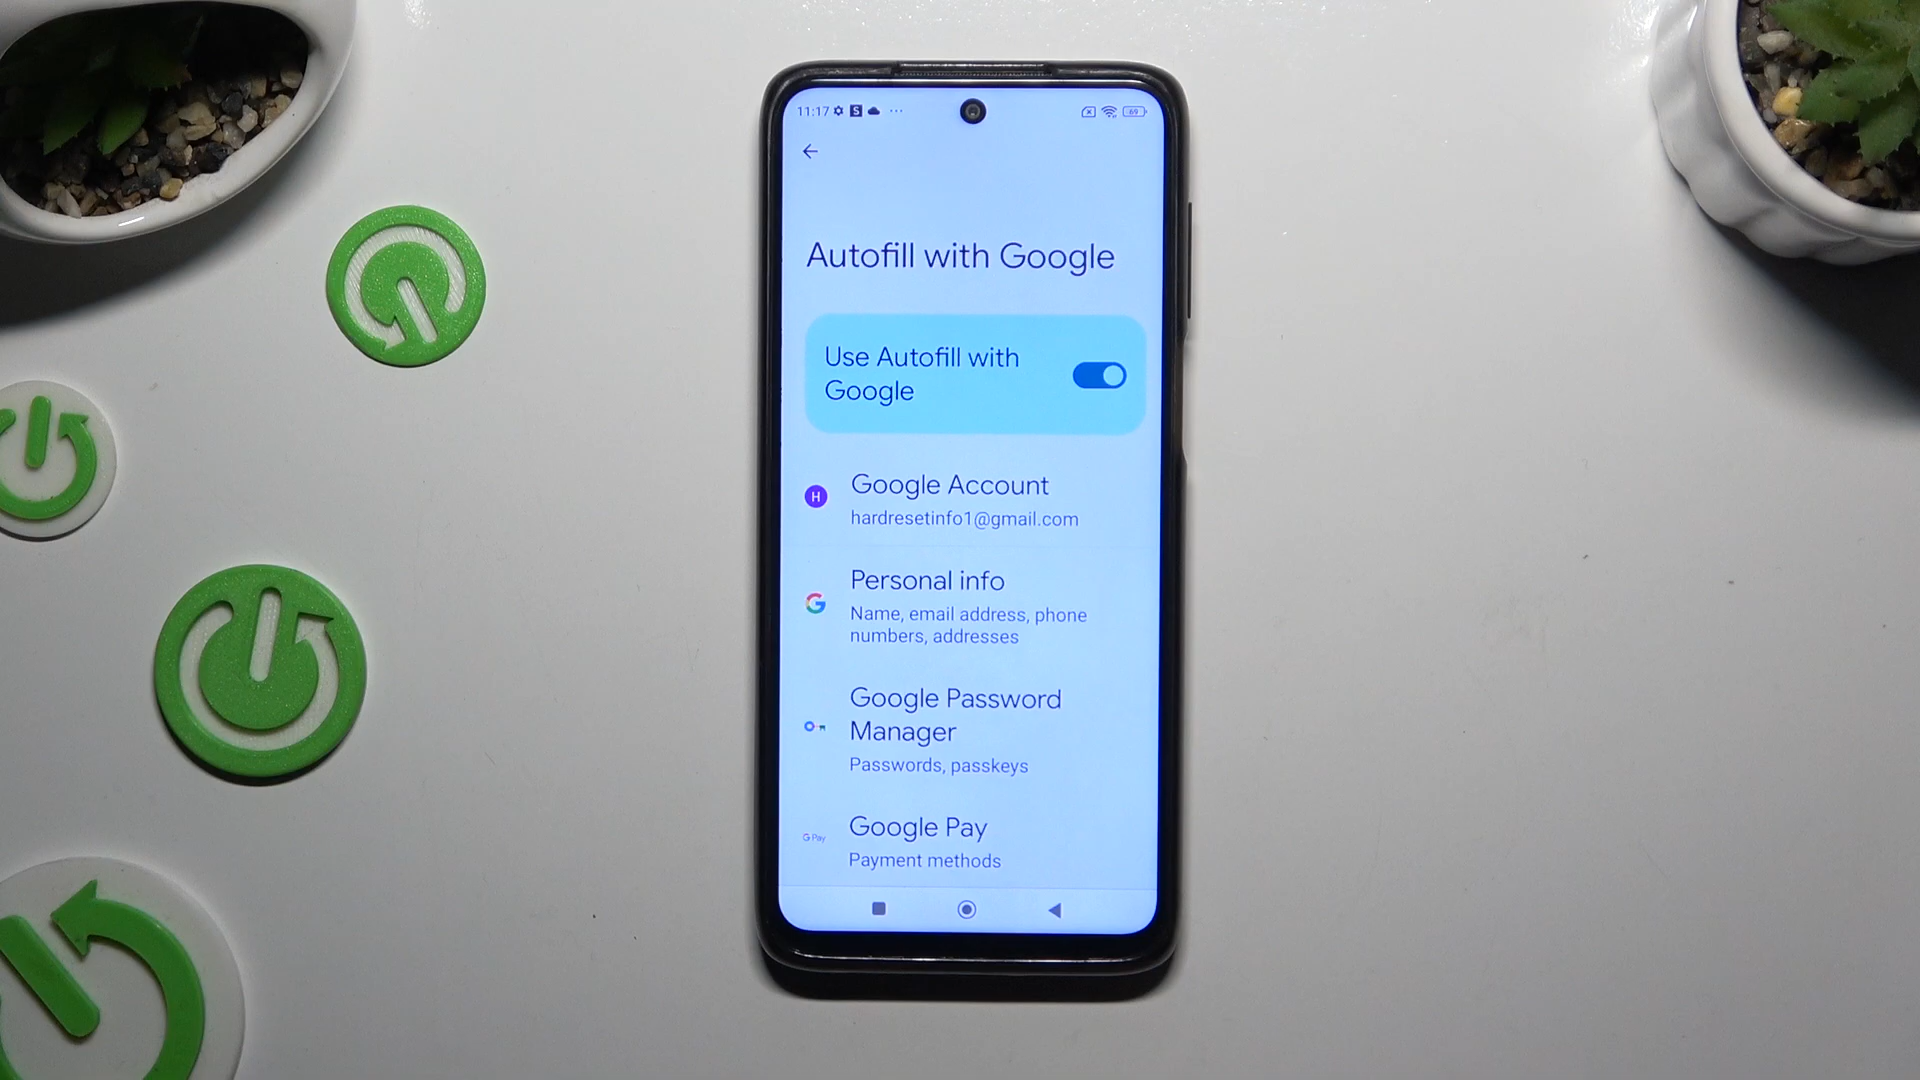 11:17
69
Autofill with Google
Use Autofill with
Google
H
Google Account
hardresetinfo1@gmail.com
G
Personal info
Name, email address, phone
numbers, addresses
Google Password
Manager
Passwords, passkeys
G Pay
Google Pay
Payment methods